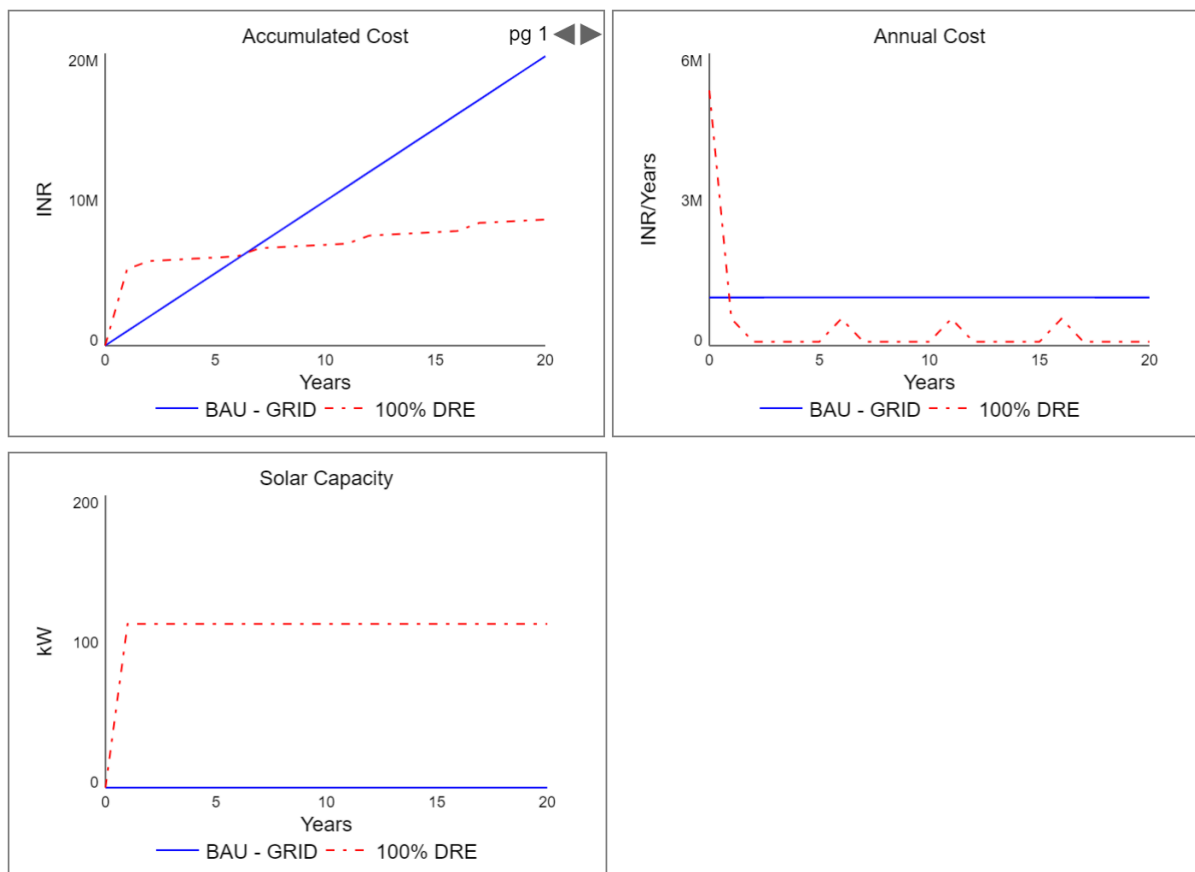 Accumulated Cost
pg 1
20M
10M
0
INR
0 5 10 15 20
Years
BAU - GRID 100% DRE
Annual Cost
6M
3M
0
INR/Years
0 5 10 15 20
Years
BAU - GRID 100% DRE
Solar Capacity
200
100
0
kW
0 5 10 15 20
Years
BAU - GRID 100% DRE